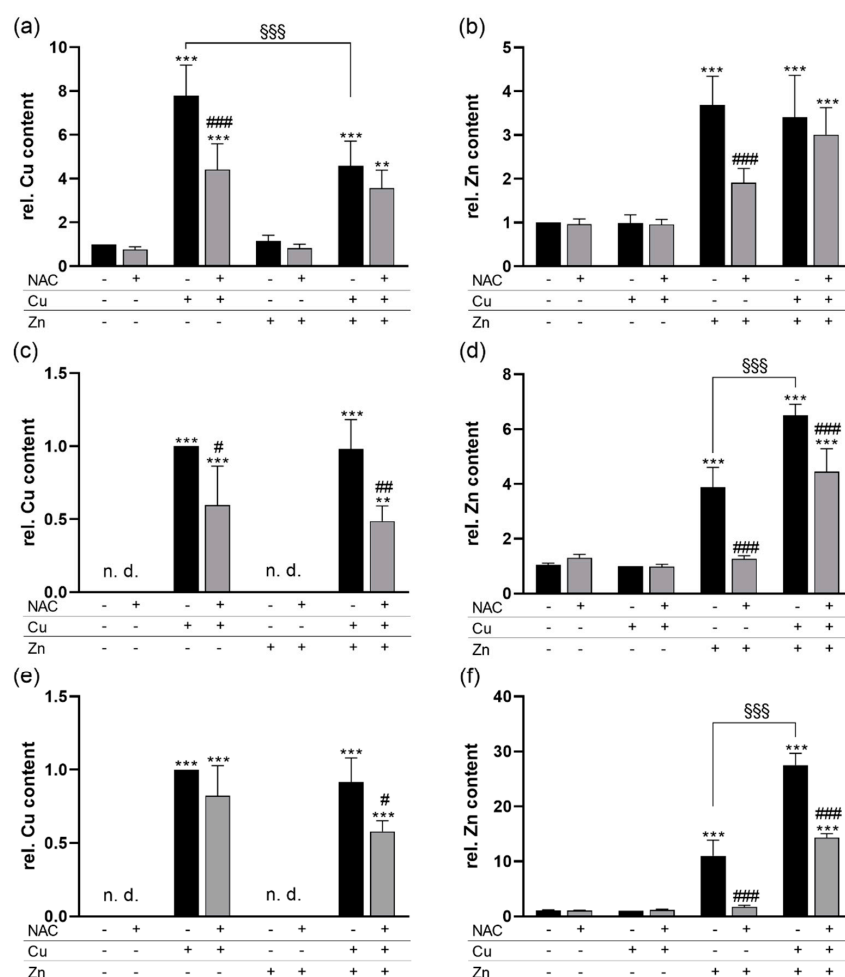 (a)
§§§
10
8
6
4
2
0
rel. Cu content
***
###
***
***
**
NAC - + - + - + - +
Cu - - + + - - + +
Zn - - - - + + + +
(b)
5
4
3
2
1
0
rel. Zn content
***
###
***
***
NAC - + - + - + - +
Cu - - + + - - + +
Zn - - - - + + + +
(c)
1.5
1.0
0.5
0.0
rel. Cu content
n. d.
***
#
***
n. d.
***
##
**
NAC - + - + - + - +
Cu - - + + - - + +
Zn - - - - + + + +
(d)
§§§
8
6
4
2
0
rel. Zn content
***
###
***
###
***
NAC - + - + - + - +
Cu - - + + - - + +
Zn - - - - + + + +
(e)
1.5
1.0
0.5
0.0
rel. Cu content
n. d.
***
***
n. d.
***
#
***
NAC - + - + - + - +
Cu - - + + - - + +
Zn - - - - + + + +
(f)
§§§
40
30
20
10
0
rel. Zn content
***
###
***
###
***
NAC - + - + - + - +
Cu - - + + - - + +
Zn - - - - + + + +